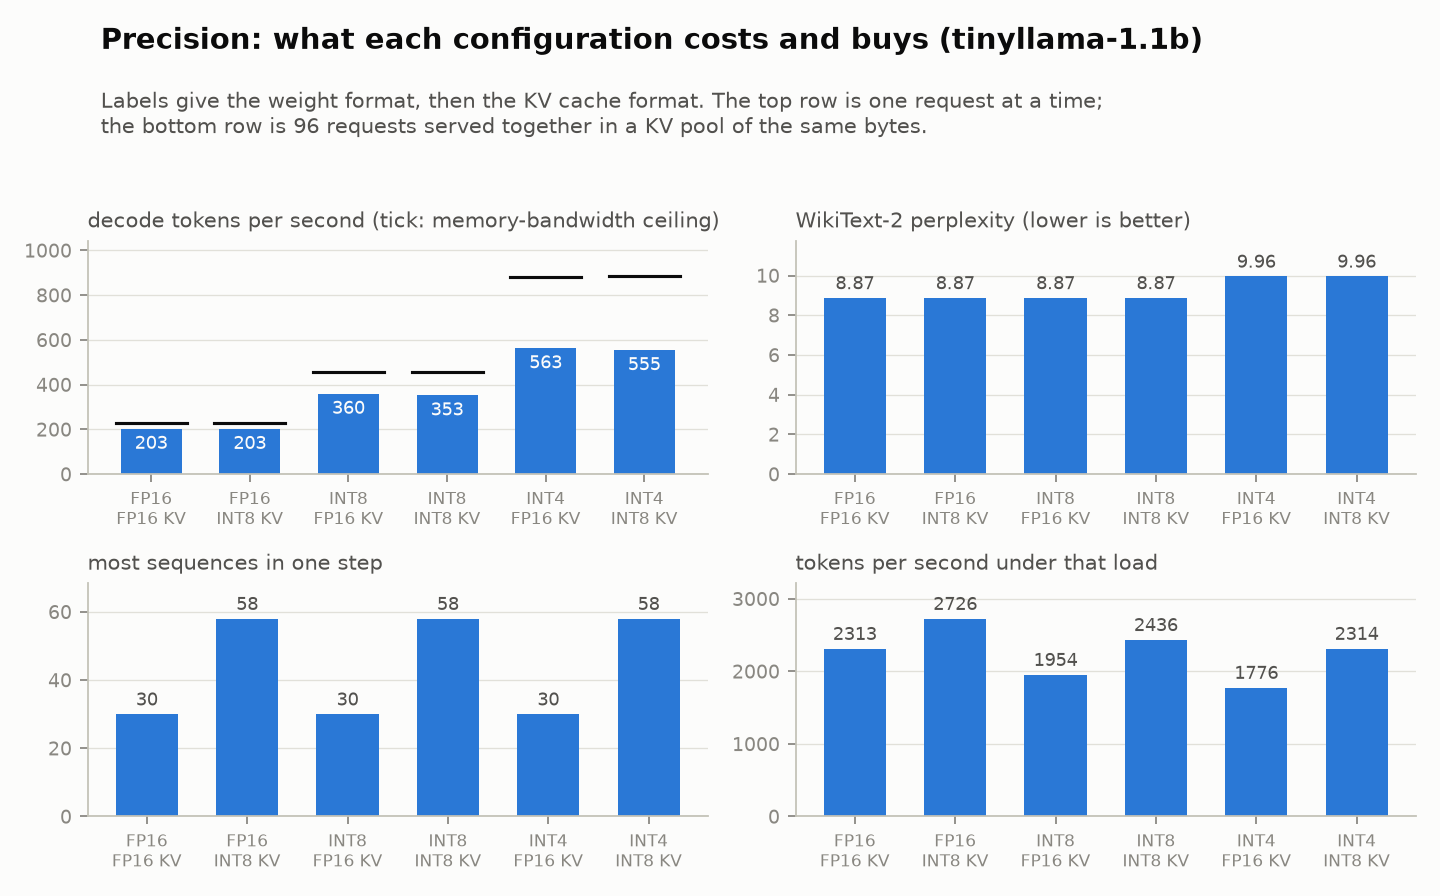 Precision: what each configuration costs and buys (tinyllama-1.1b)
Labels give the weight format, then the KV cache format. The top row is one request at a time;
the bottom row is 96 requests served together in a KV pool of the same bytes.
decode tokens per second (tick: memory-bandwidth ceiling)
1000
800
600
400
200
0
203
203
360
353
563
555
FP16 FP16 INT8 INT8 INT4 INT4
FP16 KV INT8 KV FP16 KV INT8 KV FP16 KV INT8 KV
WikiText-2 perplexity (lower is better)
10
8
6
4
2
0
8.87
8.87
8.87
8.87
9.96
9.96
FP16 FP16 INT8 INT8 INT4 INT4
FP16 KV INT8 KV FP16 KV INT8 KV FP16 KV INT8 KV
most sequences in one step
60
40
20
0
30
58
30
58
30
58
FP16 FP16 INT8 INT8 INT4 INT4
FP16 KV INT8 KV FP16 KV INT8 KV FP16 KV INT8 KV
tokens per second under that load
3000
2000
1000
0
2313
2726
1954
2436
1776
2314
FP16 FP16 INT8 INT8 INT4 INT4
FP16 KV INT8 KV FP16 KV INT8 KV FP16 KV INT8 KV